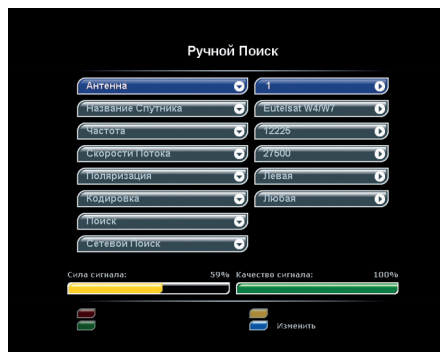 Ручной Поиск
Антенна 1
Название Спутника Eutelsat W4/W7
Частота 12225
Скорости Потока 27500
Поляризация Левая
Кодировка Любая
Поиск
Сетевой Поиск
Сила сигнала: 59% Качество сигнала: 100%
Изменить